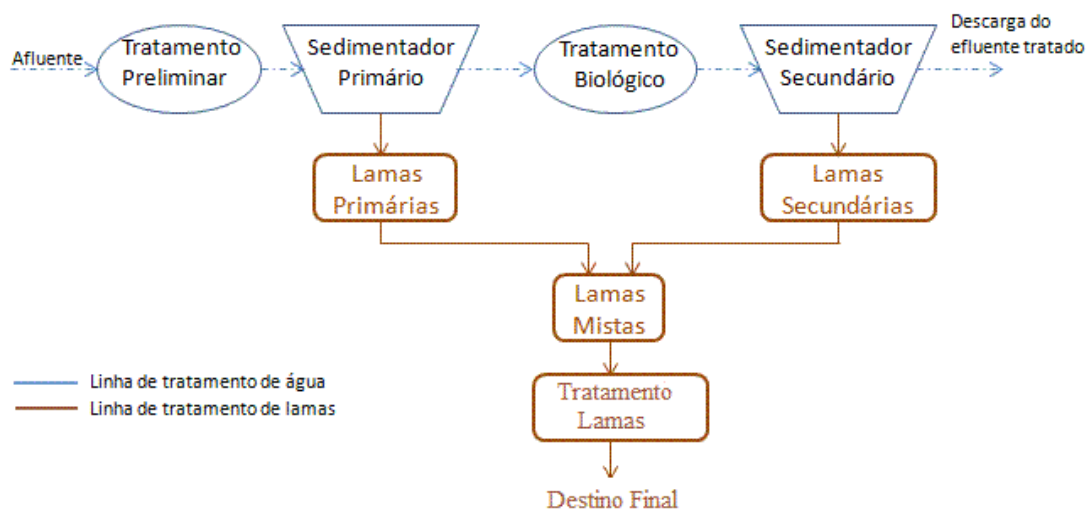 Afluente
Tratamento
Preliminar
Sedimentador
Primário
Tratamento
Biológico
Sedimentador
Secundário
Descarga do
efluente tratado
Lamas
Primárias
Lamas
Secundárias
Lamas
Mistas
Linha de tratamento de água
Linha de tratamento de lamas
Tratamento
Lamas
Destino Final